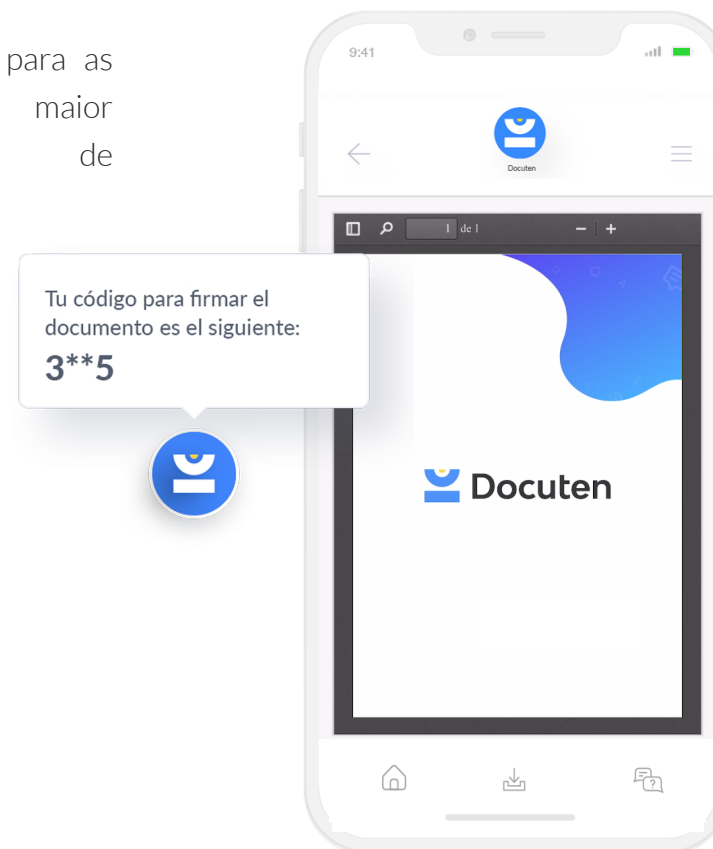 para as
maior
de
9:41
Docuten
1 de 1
Tu código para firmar el
documento es el siguiente:
3**5
Docuten